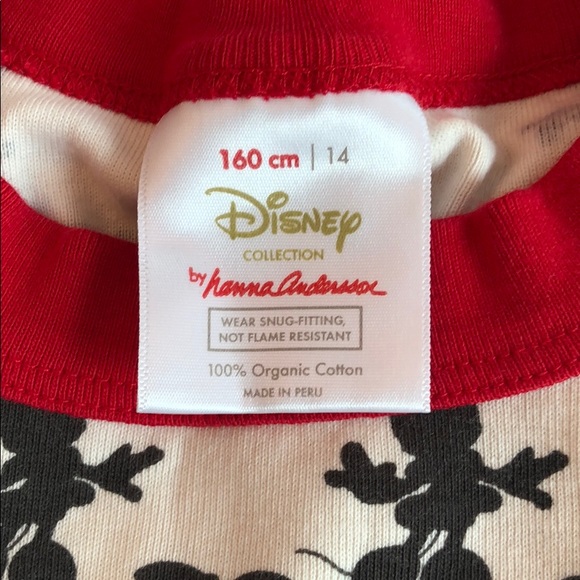 160 cm | 14
Disney
COLLECTION
by hanna andersson
WEAR SNUG-FITTING,
NOT FLAME RESISTANT
100% Organic Cotton
MADE IN PERU